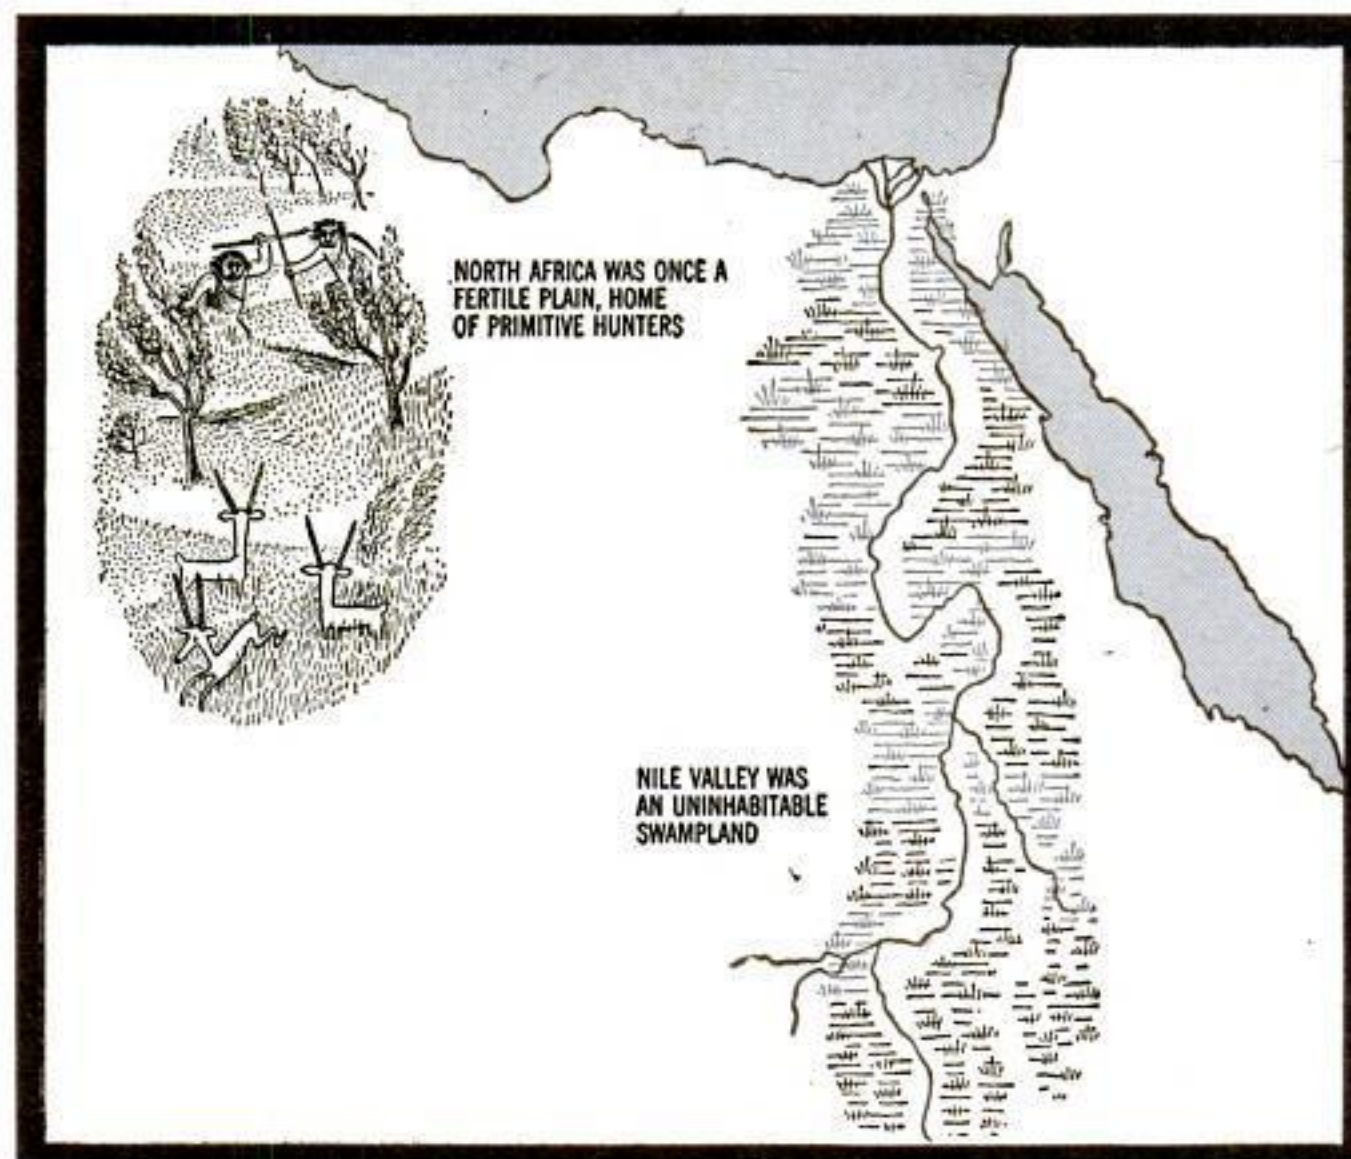 NORTH AFRICA WAS ONCE A
FERTILE PLAIN, HOME
OF PRIMITIVE HUNTERS
NILE VALLEY WAS
AN UNINHABITABLE
SWAMPLAND